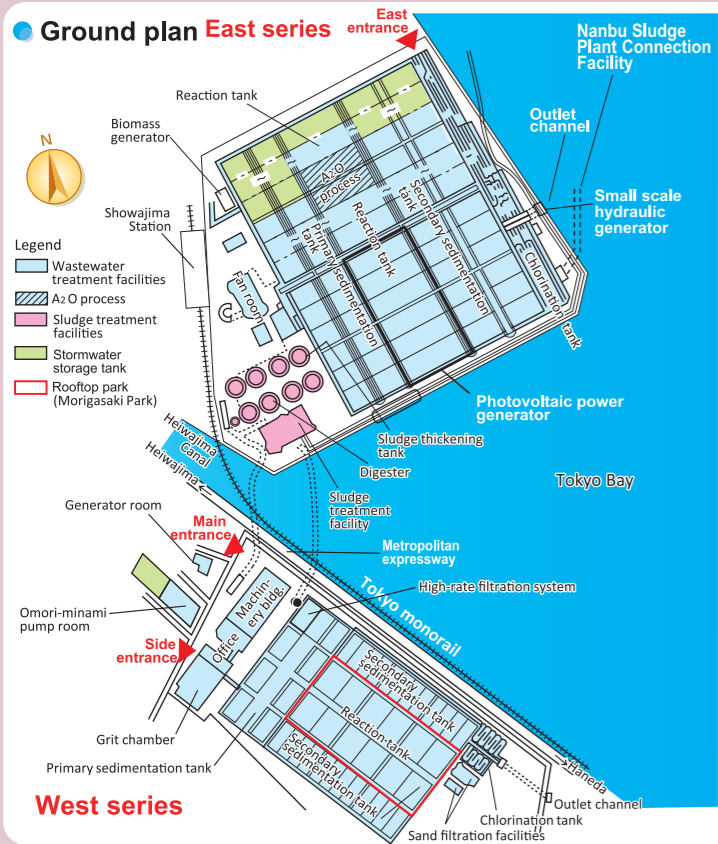 Ground plan East series
East
entrance
Nanbu Sludge
Plant Connection
Facility
Reaction tank
Biomass
generator
Outlet
channel
N
A2O
process
Small scale
hydraulic
generator
Showajima
Station
Legend
Wastewater
treatment facilities
A2 O process
Sludge treatment
facilities
Stormwater
storage tank
Rooftop park
(Morigasaki Park)
Fan room
Primary sedimentation
tank
Reaction tank
Secondary sedimentation
tank
Chlorination tank
Photovoltaic power
generator
Sludge thickening
tank
Digester
Sludge
treatment
facility
Heiwajima
Canal
Heiwajima
Tokyo Bay
Generator room
Main
entrance
Metropolitan
expressway
Tokyo monorail
High-rate filtration system
Omori-minami
pump room
Machin-
ery bldg.
Office
Side
entrance
Secondary
sedimentation tank
Reaction tank
Secondary
sedimentation tank
Grit chamber
Primary sedimentation tank
Haneda
Outlet channel
Chlorination tank
Sand filtration facilities
West series